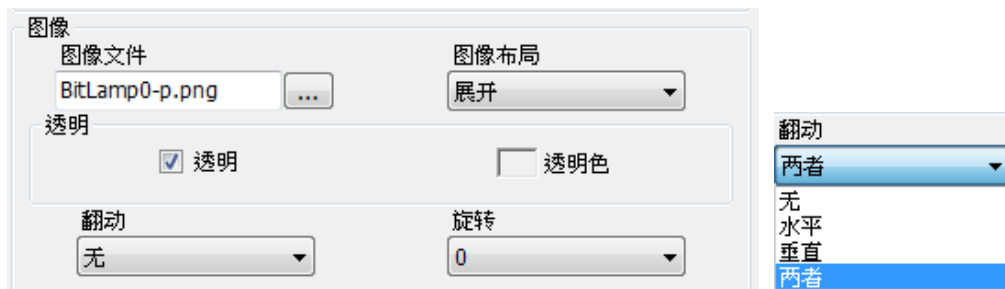 图像
图像文件 图像布局
BitLamp0-p.png ... 展开
透明
透明 透明色
翻动 旋转
无 0
翻动
两者
无
水平
垂直
两者